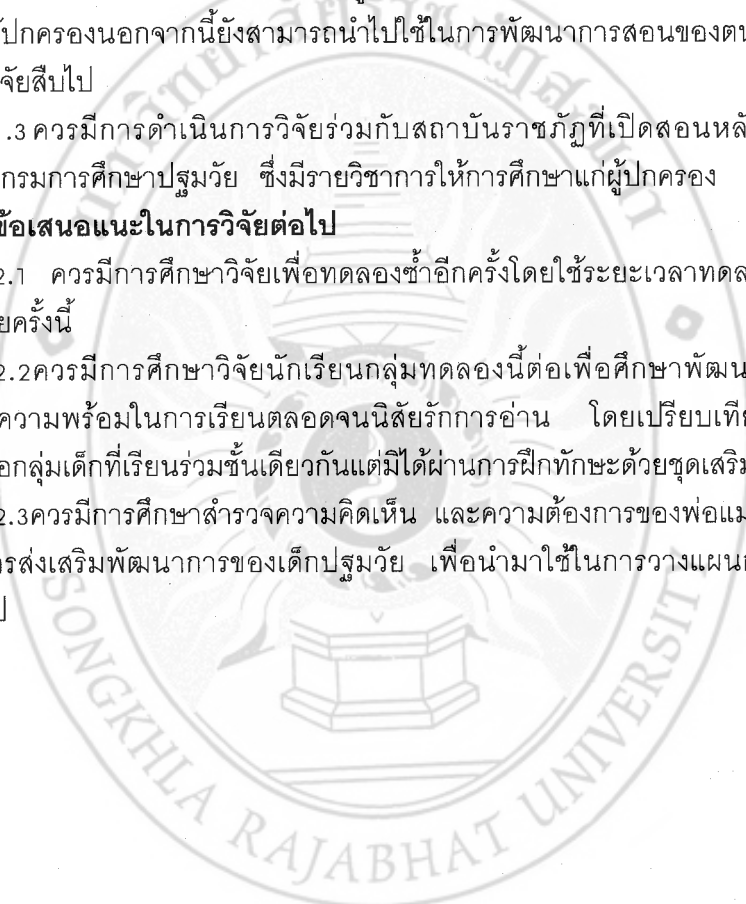 ปกครองนอกจากนี้ยังสามารถนำไปใช้ในการพัฒนาการสอนของตน
จัยสืบไป
.3 ควรมีการดำเนินการวิจัยร่วมกับสถาบันราชภัฏที่เปิดสอนหลั
กรมการศึกษาปฐมวัย ซึ่งมีรายวิชาการให้การศึกษาแก่ผู้ปกครอง
ข้อเสนอแนะในการวิจัยต่อไป
2.1 ควรมีการศึกษาวิจัยเพื่อทดลองซ้ำอีกครั้งโดยใช้ระยะเวลาทดล
ยครั้งนี้
2.2ควรมีการศึกษาวิจัยนักเรียนกลุ่มทดลองนี้ต่อเพื่อศึกษาพัฒน
ความพร้อมในการเรียนตลอดจนนิสัยรักการอ่าน โดยเปรียบเที
อกลุ่มเด็กที่เรียนร่วมชั้นเดียวกันแต่มิได้ผ่านการฝึกทักษะด้วยชุดเสริม
2.3ควรมีการศึกษาสำรวจความคิดเห็น และความต้องการของพ่อแม
รส่งเสริมพัฒนาการของเด็กปฐมวัย เพื่อนำมาใช้ในการวางแผน
ป
SONGKHLA RAJABHAT UNIVERSIT